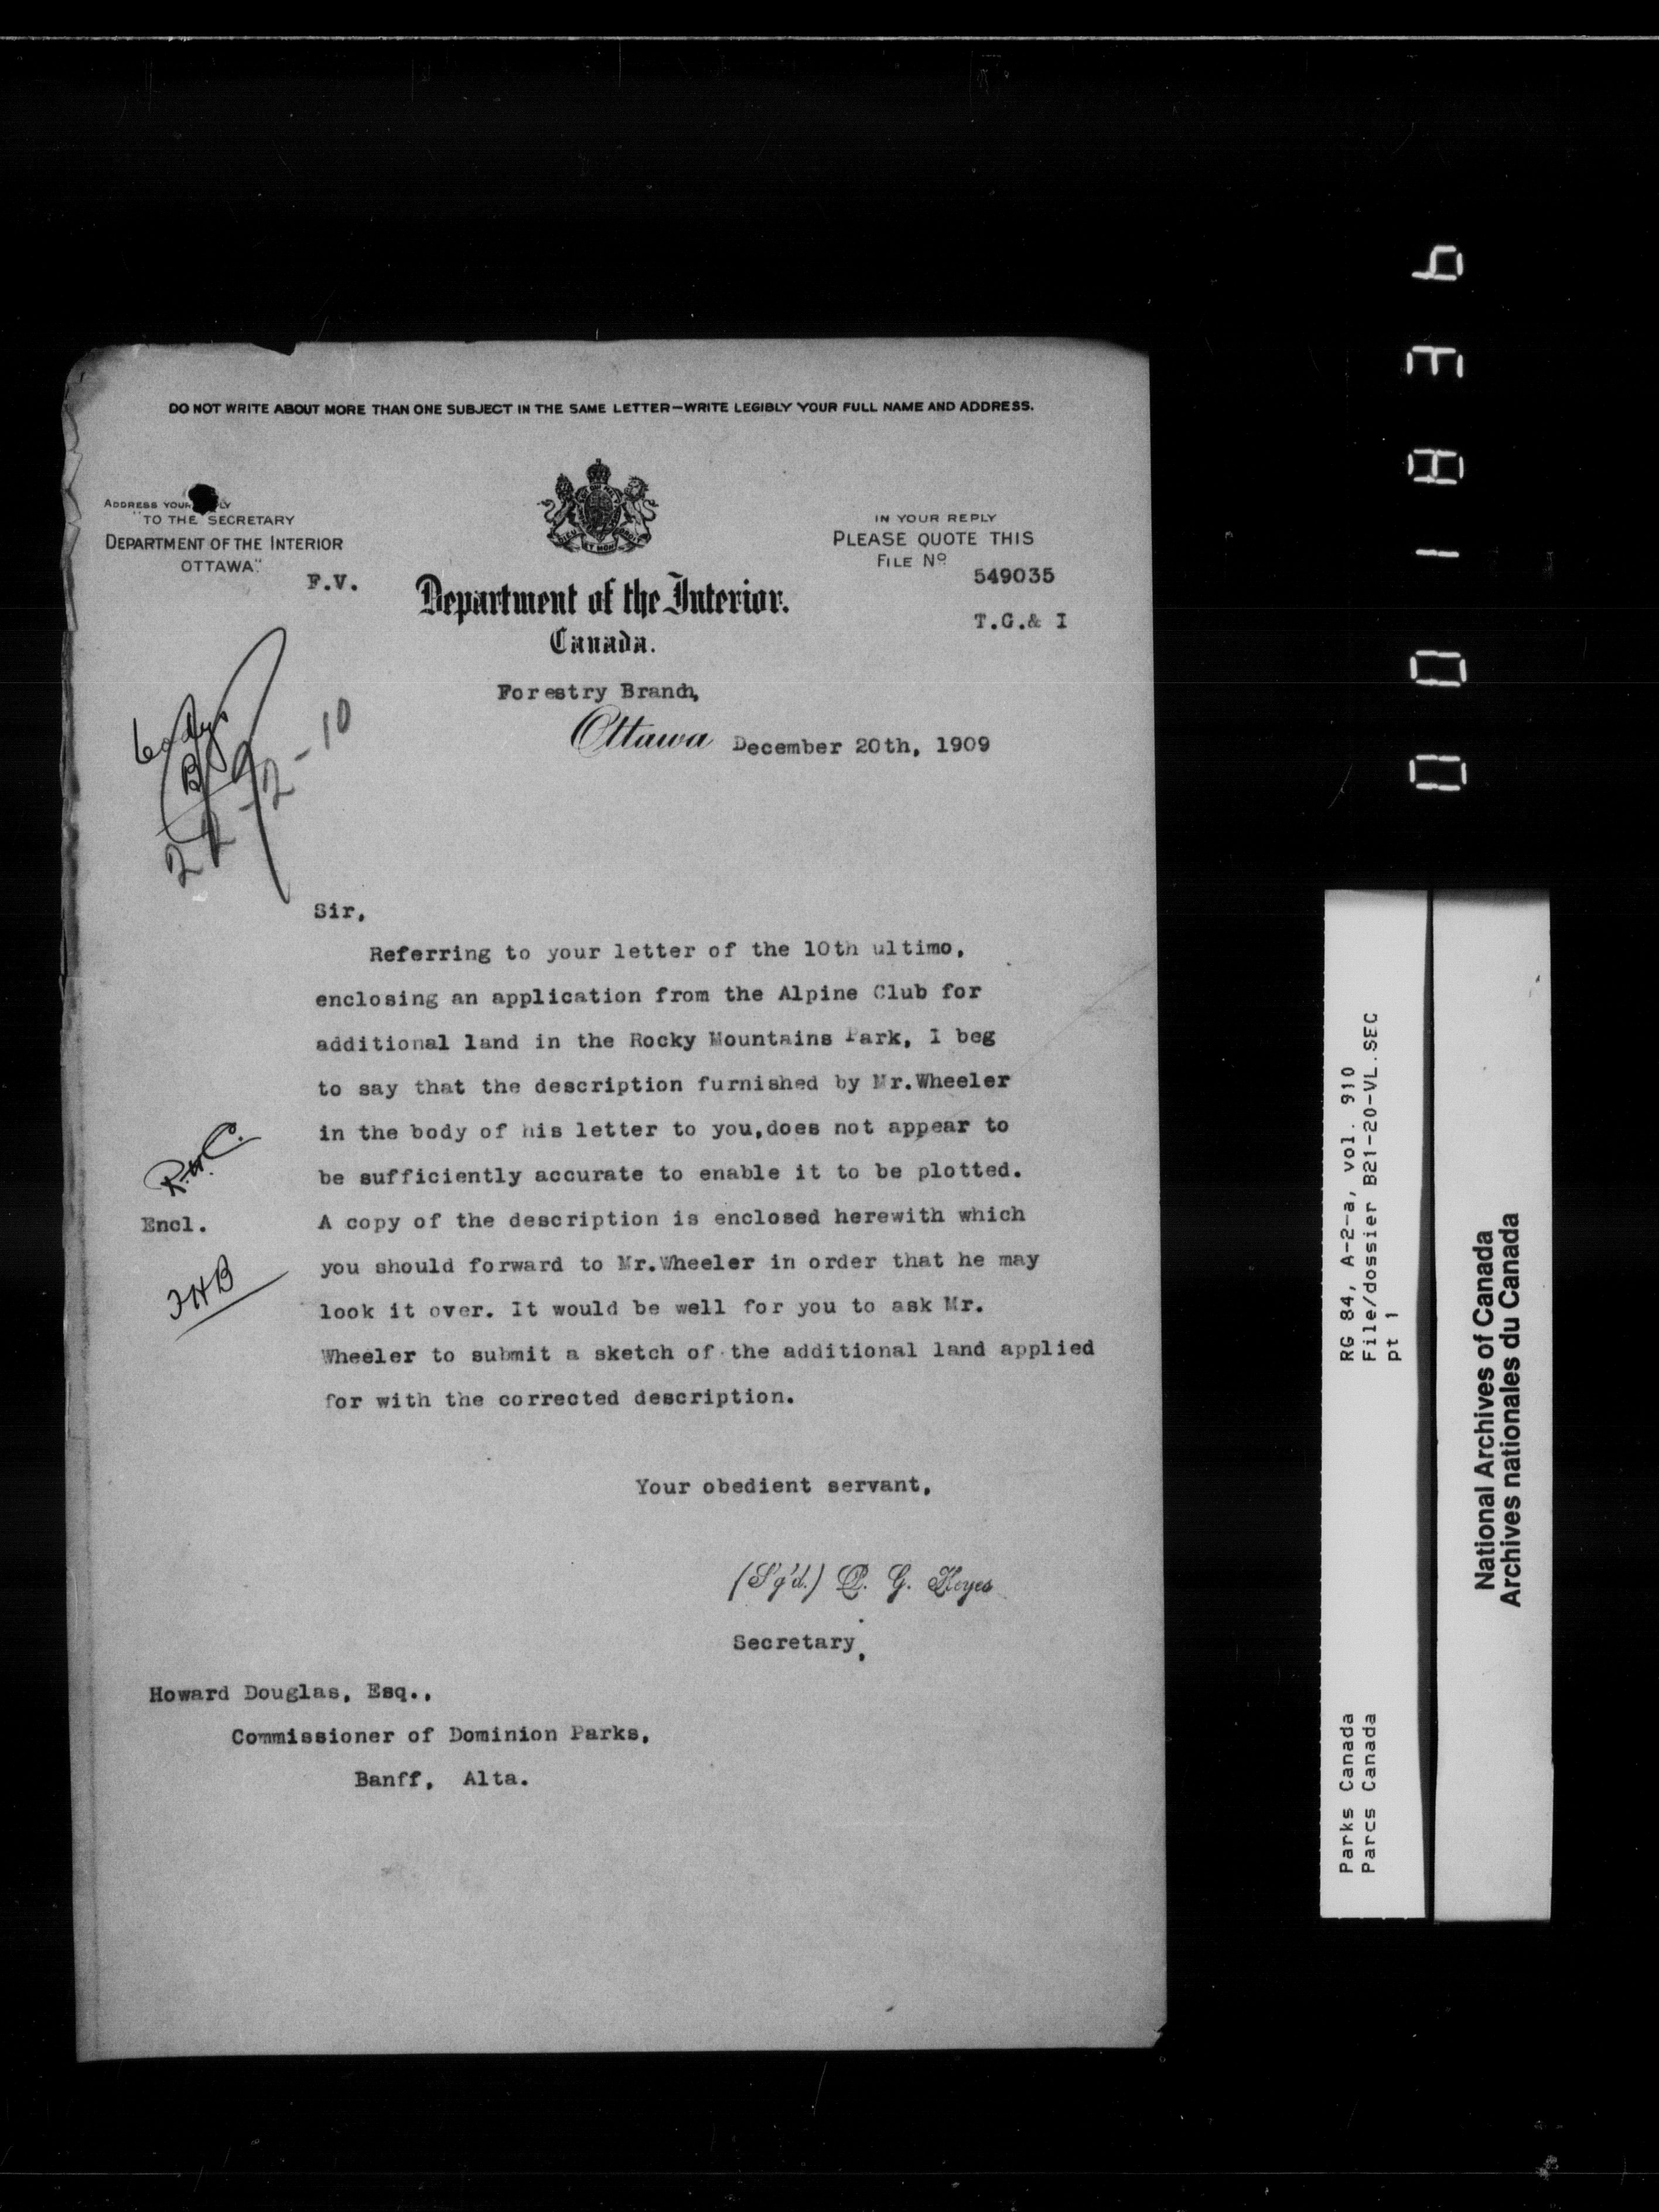 DO NOT WRITE ABOUT MORE THAN ONE SUBJECT IN THE SAME LETTER—WRITE LEGIBLY YOUR FULL NAME AND ADDRESS.
ADDRESS YOUR
"TO THE SECRETARY
DEPARTMENT OF THE INTERIOR
OTTAWA."
F.V.
IN YOUR REPLY
PLEASE QUOTE THIS
FILE No
549035
T.G.& I
Department of the Interior.
Canada.
Forestry Branch,
Ottawa December 20th, 1909
22-2-10
Sir,
Referring to your letter of the 10th ultimo,
enclosing an application from the Alpine Club for
additional land in the Rocky Mountains Park, I beg
to say that the description furnished by Mr.Wheeler
in the body of his letter to you,does not appear to
be sufficiently accurate to enable it to be plotted.
R.H.C.
Encl.
A copy of the description is enclosed herewith which
you should forward to Mr.Wheeler in order that he may
look it over. It would be well for you to ask Mr.
Wheeler to submit a sketch of the additional land applied
for with the corrected description.
Your obedient servant,
(Sg'd.) P. G. Keyes
Secretary,
Howard Douglas, Esq.,
Commissioner of Dominion Parks,
Banff, Alta.
RG 84, A-2-a, vol. 910
File/dossier B21-20-VL.SEC
pt 1
Parks Canada
Parcs Canada
National Archives of Canada
Archives nationales du Canada